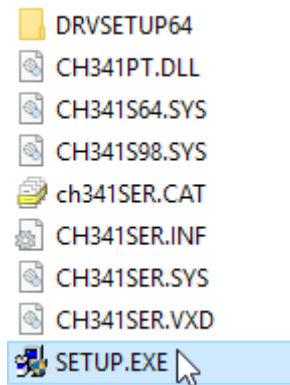 DRVSETUP64
CH341PT.DLL
CH341S64.SYS
CH341S98.SYS
ch341SER.CAT
CH341SER.INF
CH341SER.SYS
CH341SER.VXD
SETUP.EXE